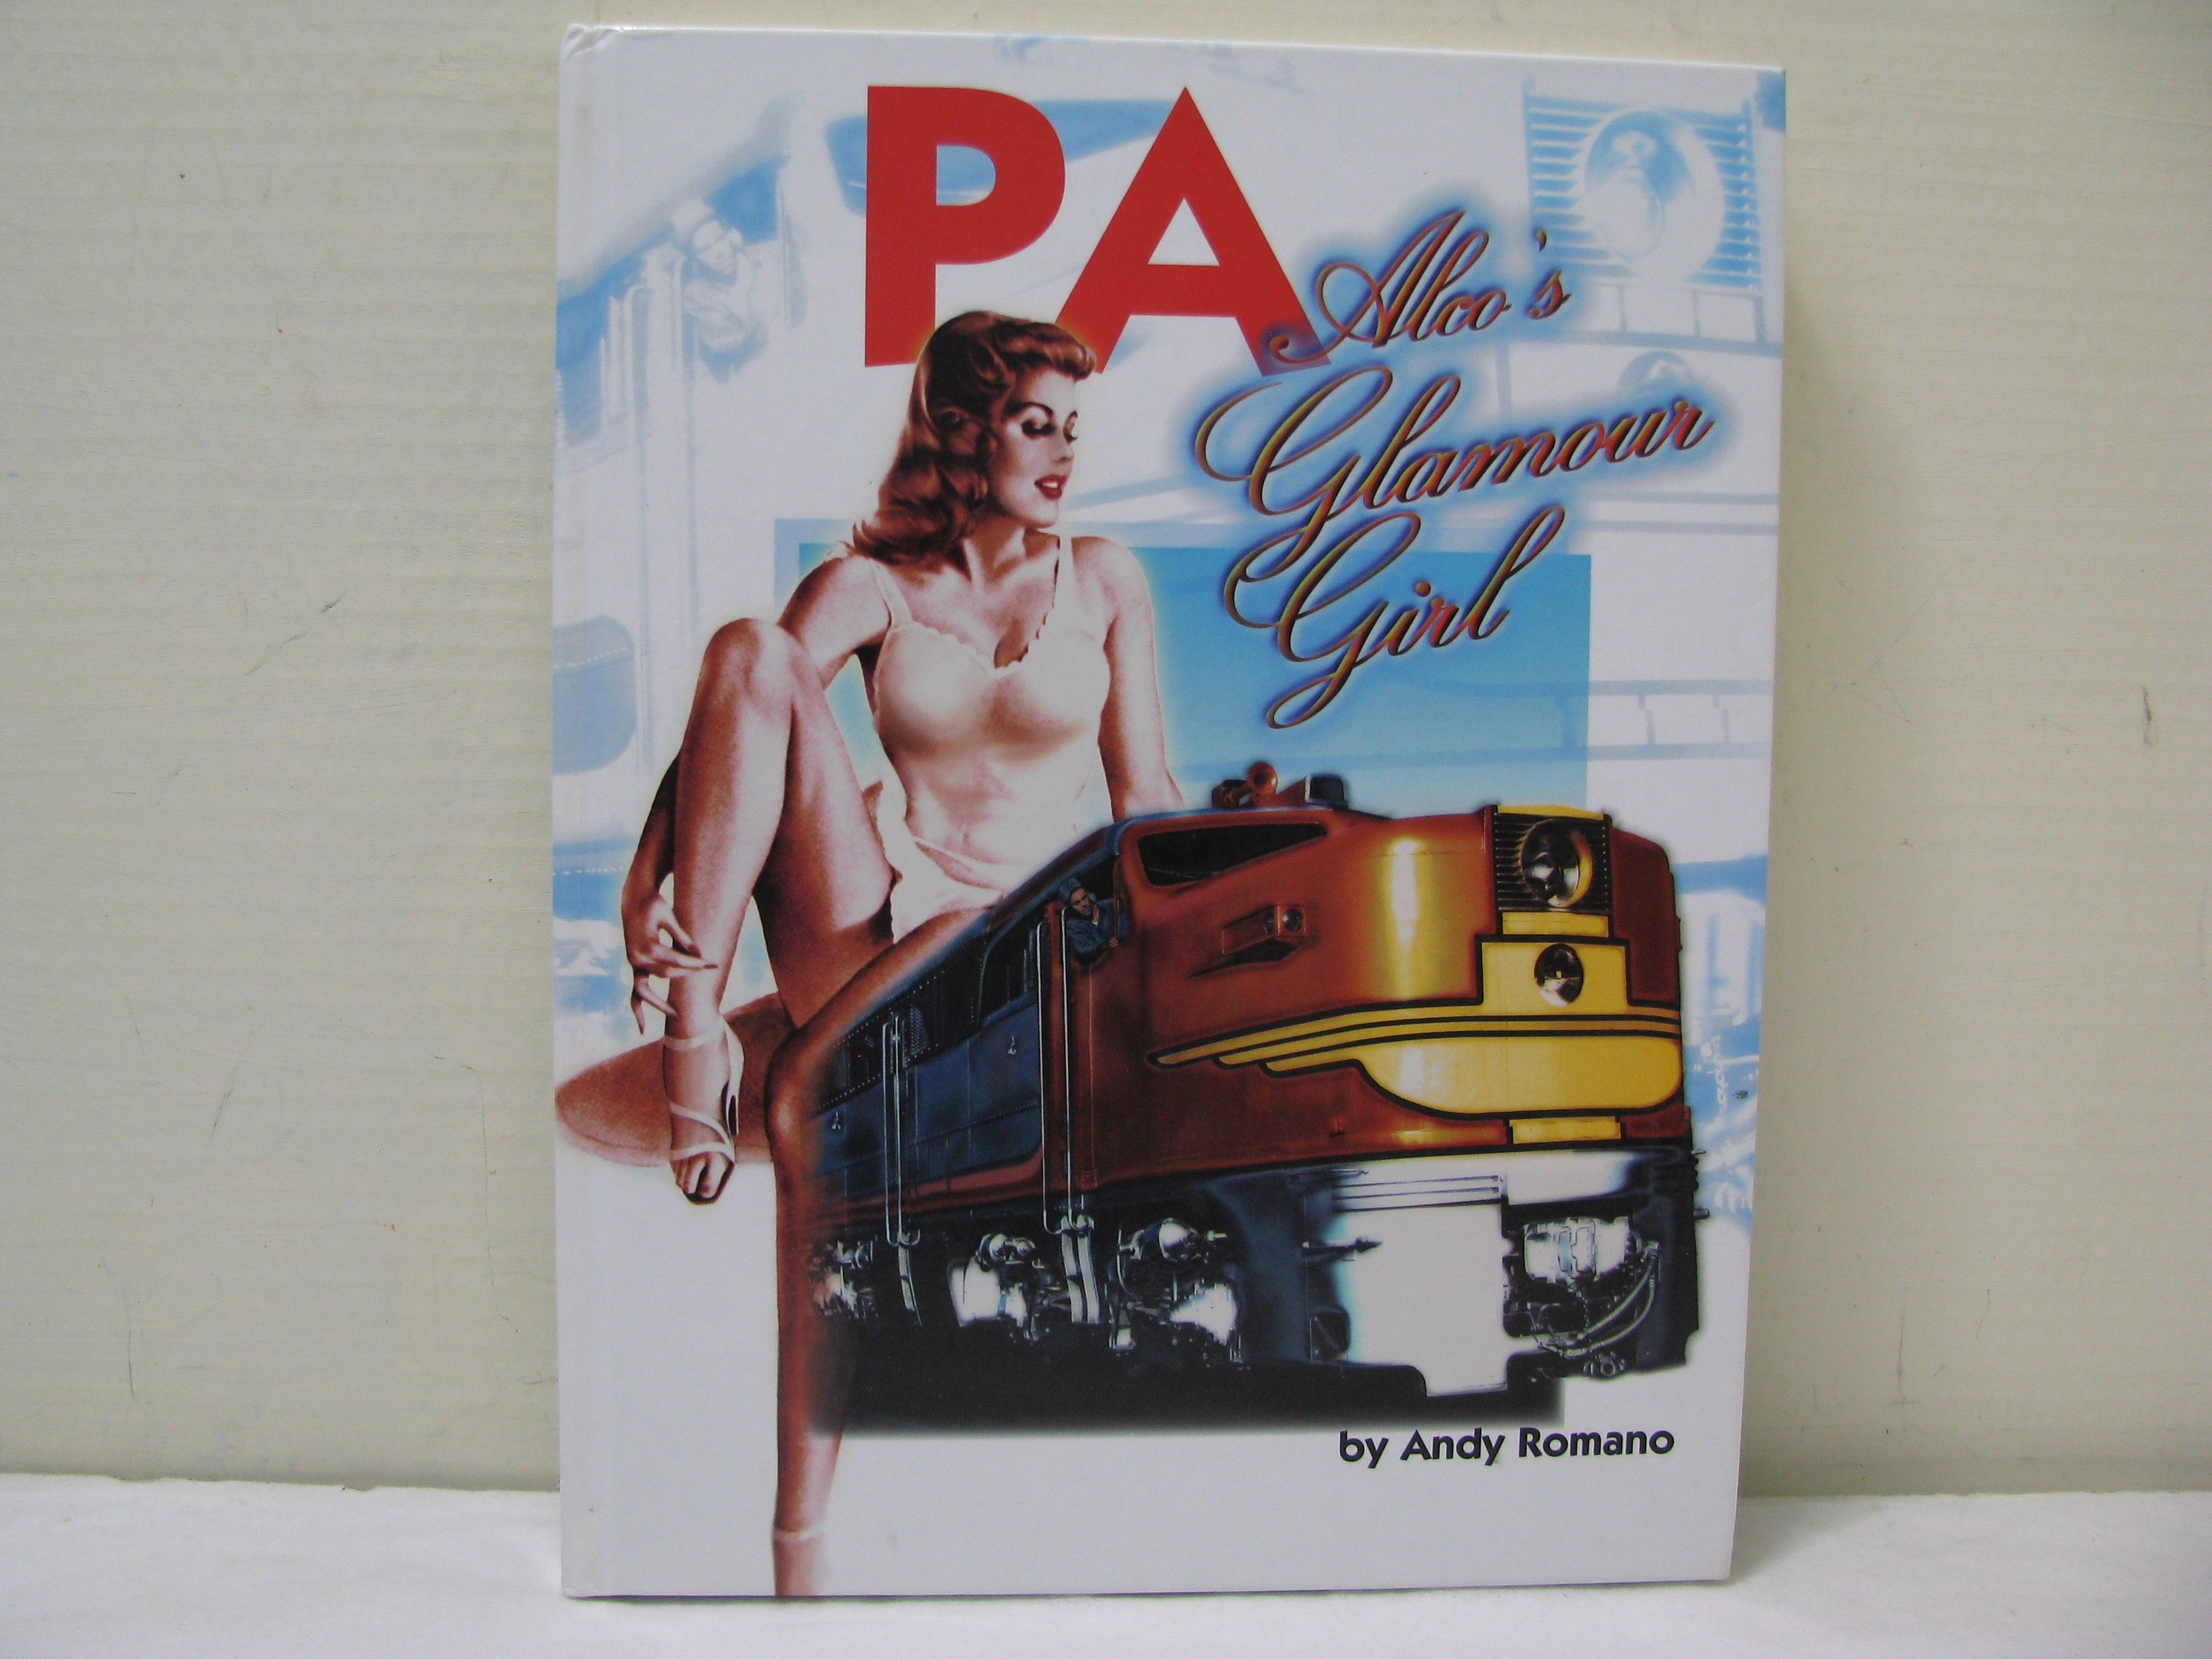 PA
Alco's
Glamour
Girl
by Andy Romano